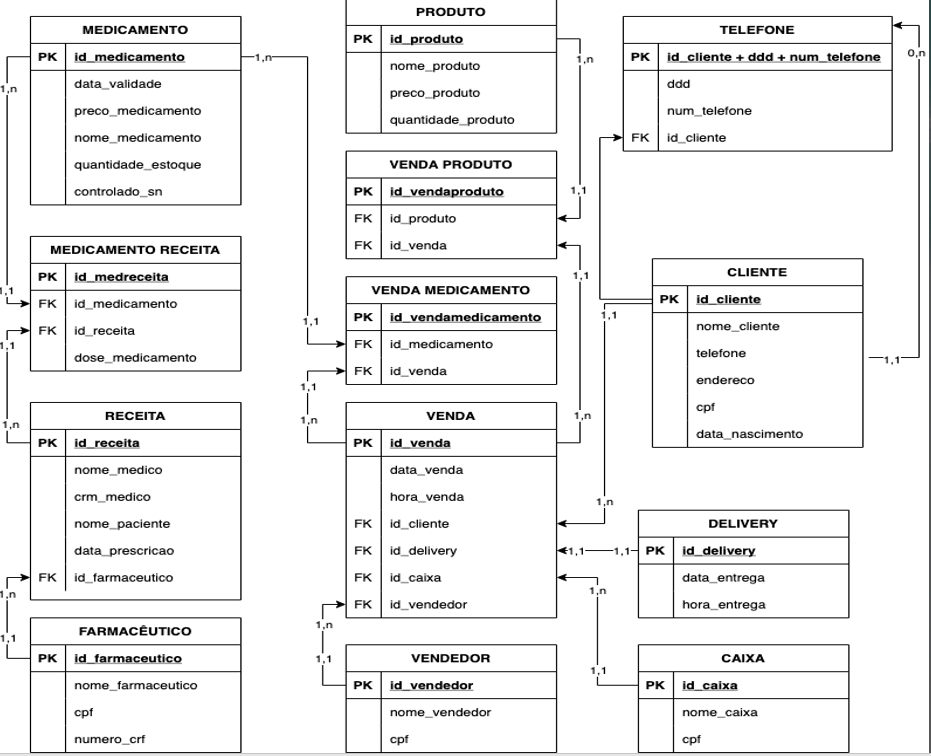 MEDICAMENTO
PK id_medicamento
data_validade
preco_medicamento
nome_medicamento
quantidade_estoque
controlado_sn
1,n
1,n
1,1
1,1
MEDICAMENTO RECEITA
PK id_medreceita
FK id_medicamento
FK id_receita
dose_medicamento
1,1
1,n
RECEITA
PK id_receita
nome_medico
crm_medico
nome_paciente
data_prescricao
FK id_farmaceutico
1,n
1,1
FARMACÊUTICO
PK id_farmaceutico
nome_farmaceutico
cpf
numero_crf
PRODUTO
PK id_produto
nome_produto
preco_produto
quantidade_produto
1,n
1,1
VENDA PRODUTO
PK id_vendaproduto
FK id_produto
FK id_venda
1,1
1,n
VENDA MEDICAMENTO
PK id_vendamedicamento
FK id_medicamento
FK id_venda
1,1
1,n
VENDA
PK id_venda
data_venda
hora_venda
FK id_cliente
FK id_delivery
FK id_caixa
FK id_vendedor
1,n
1,1
VENDEDOR
PK id_vendedor
nome_vendedor
cpf
TELEFONE
PK id_cliente + ddd + num_telefone
ddd
num_telefone
FK id_cliente
0,n
1,1
CLIENTE
PK id_cliente
nome_cliente
telefone
endereco
cpf
data_nascimento
1,1
1,n
DELIVERY
PK id_delivery
data_entrega
hora_entrega
1,1
1,1
1,n
1,1
CAIXA
PK id_caixa
nome_caixa
cpf